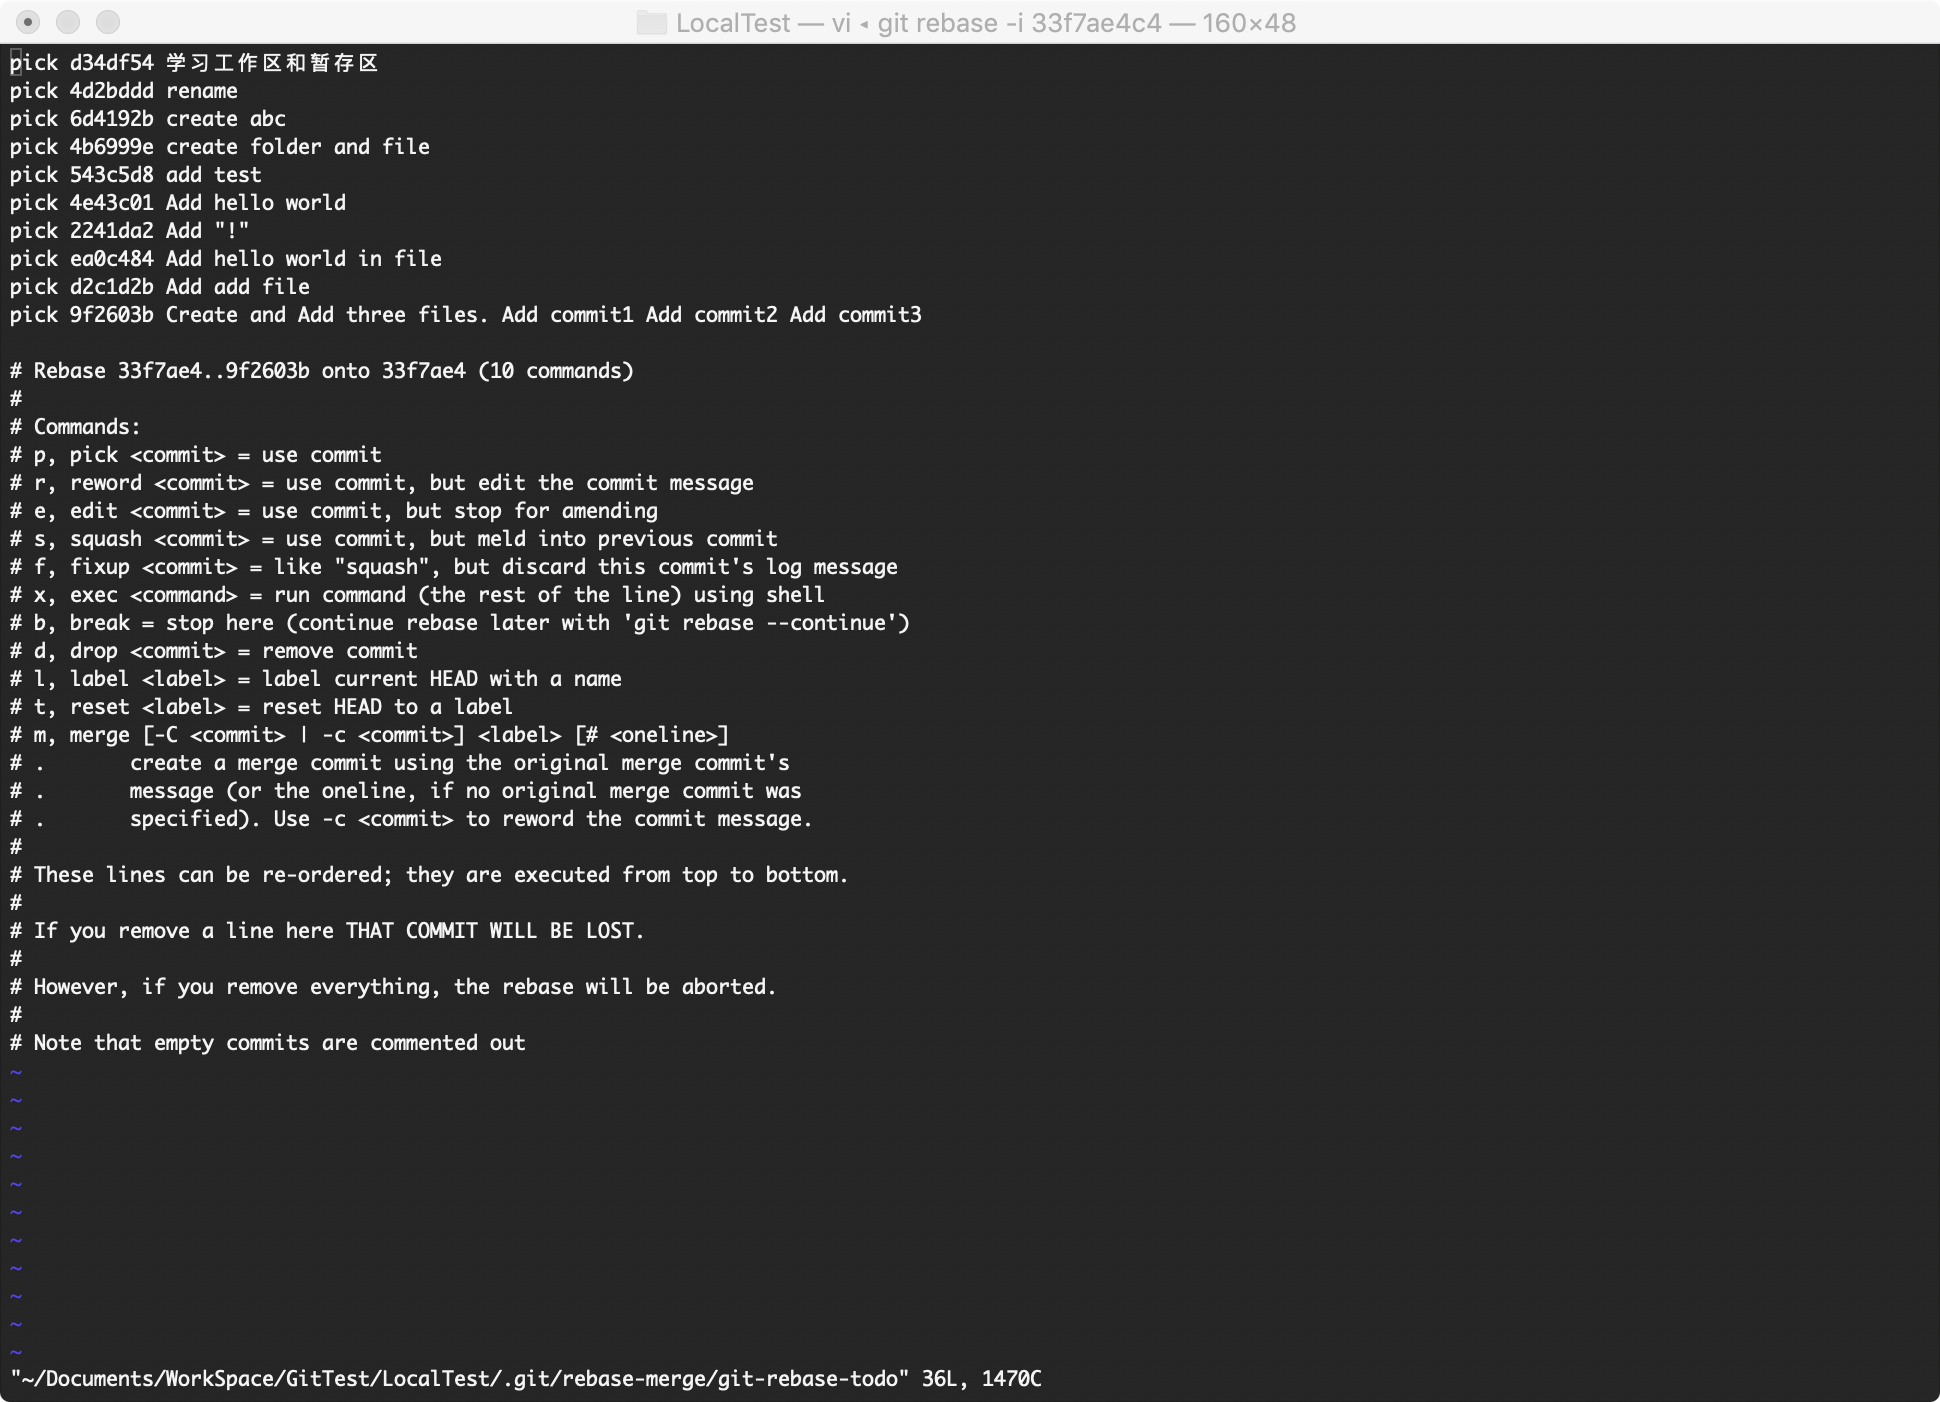 LocalTest — vi ◂ git rebase -i 33f7ae4c4 — 160×48
pick d34df54 学习工作区和暂存区
pick 4d2bddd rename
pick 6d4192b create abc
pick 4b6999e create folder and file
pick 543c5d8 add test
pick 4e43c01 Add hello world
pick 2241da2 Add "!"
pick ea0c484 Add hello world in file
pick d2c1d2b Add add file
pick 9f2603b Create and Add three files. Add commit1 Add commit2 Add commit3

# Rebase 33f7ae4..9f2603b onto 33f7ae4 (10 commands)
#
# Commands:
# p, pick <commit> = use commit
# r, reword <commit> = use commit, but edit the commit message
# e, edit <commit> = use commit, but stop for amending
# s, squash <commit> = use commit, but meld into previous commit
# f, fixup <commit> = like "squash", but discard this commit's log message
# x, exec <command> = run command (the rest of the line) using shell
# b, break = stop here (continue rebase later with 'git rebase --continue')
# d, drop <commit> = remove commit
# l, label <label> = label current HEAD with a name
# t, reset <label> = reset HEAD to a label
# m, merge [-C <commit> | -c <commit>] <label> [# <oneline>]
# .       create a merge commit using the original merge commit's
# .       message (or the oneline, if no original merge commit was
# .       specified). Use -c <commit> to reword the commit message.
#
# These lines can be re-ordered; they are executed from top to bottom.
#
# If you remove a line here THAT COMMIT WILL BE LOST.
#
# However, if you remove everything, the rebase will be aborted.
#
# Note that empty commits are commented out
~
~
~
~
~
~
~
~
~
~
~
"~/Documents/WorkSpace/GitTest/LocalTest/.git/rebase-merge/git-rebase-todo" 36L, 1470C